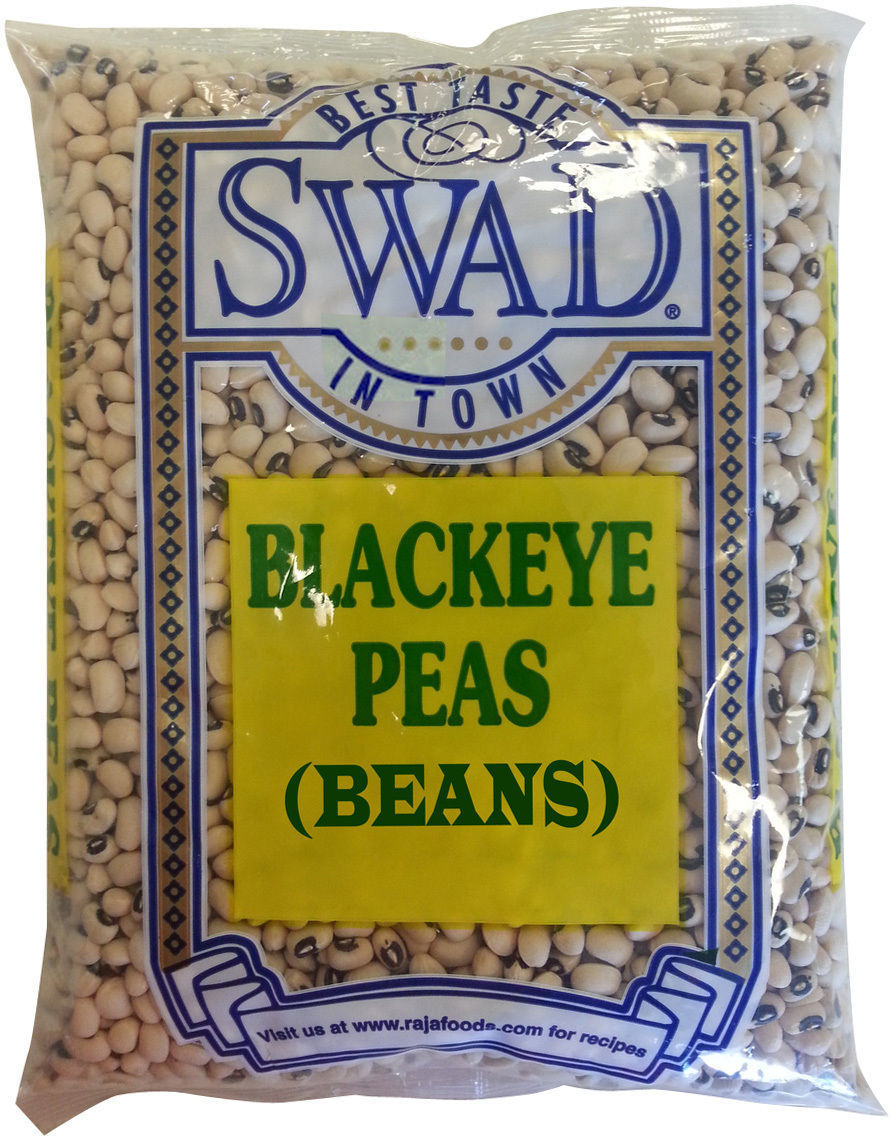 BEST TASTE
SWAD®
IN TOWN
BLACKEYE
PEAS
(BEANS)
Visit us at www.rajafoods.com for recipes